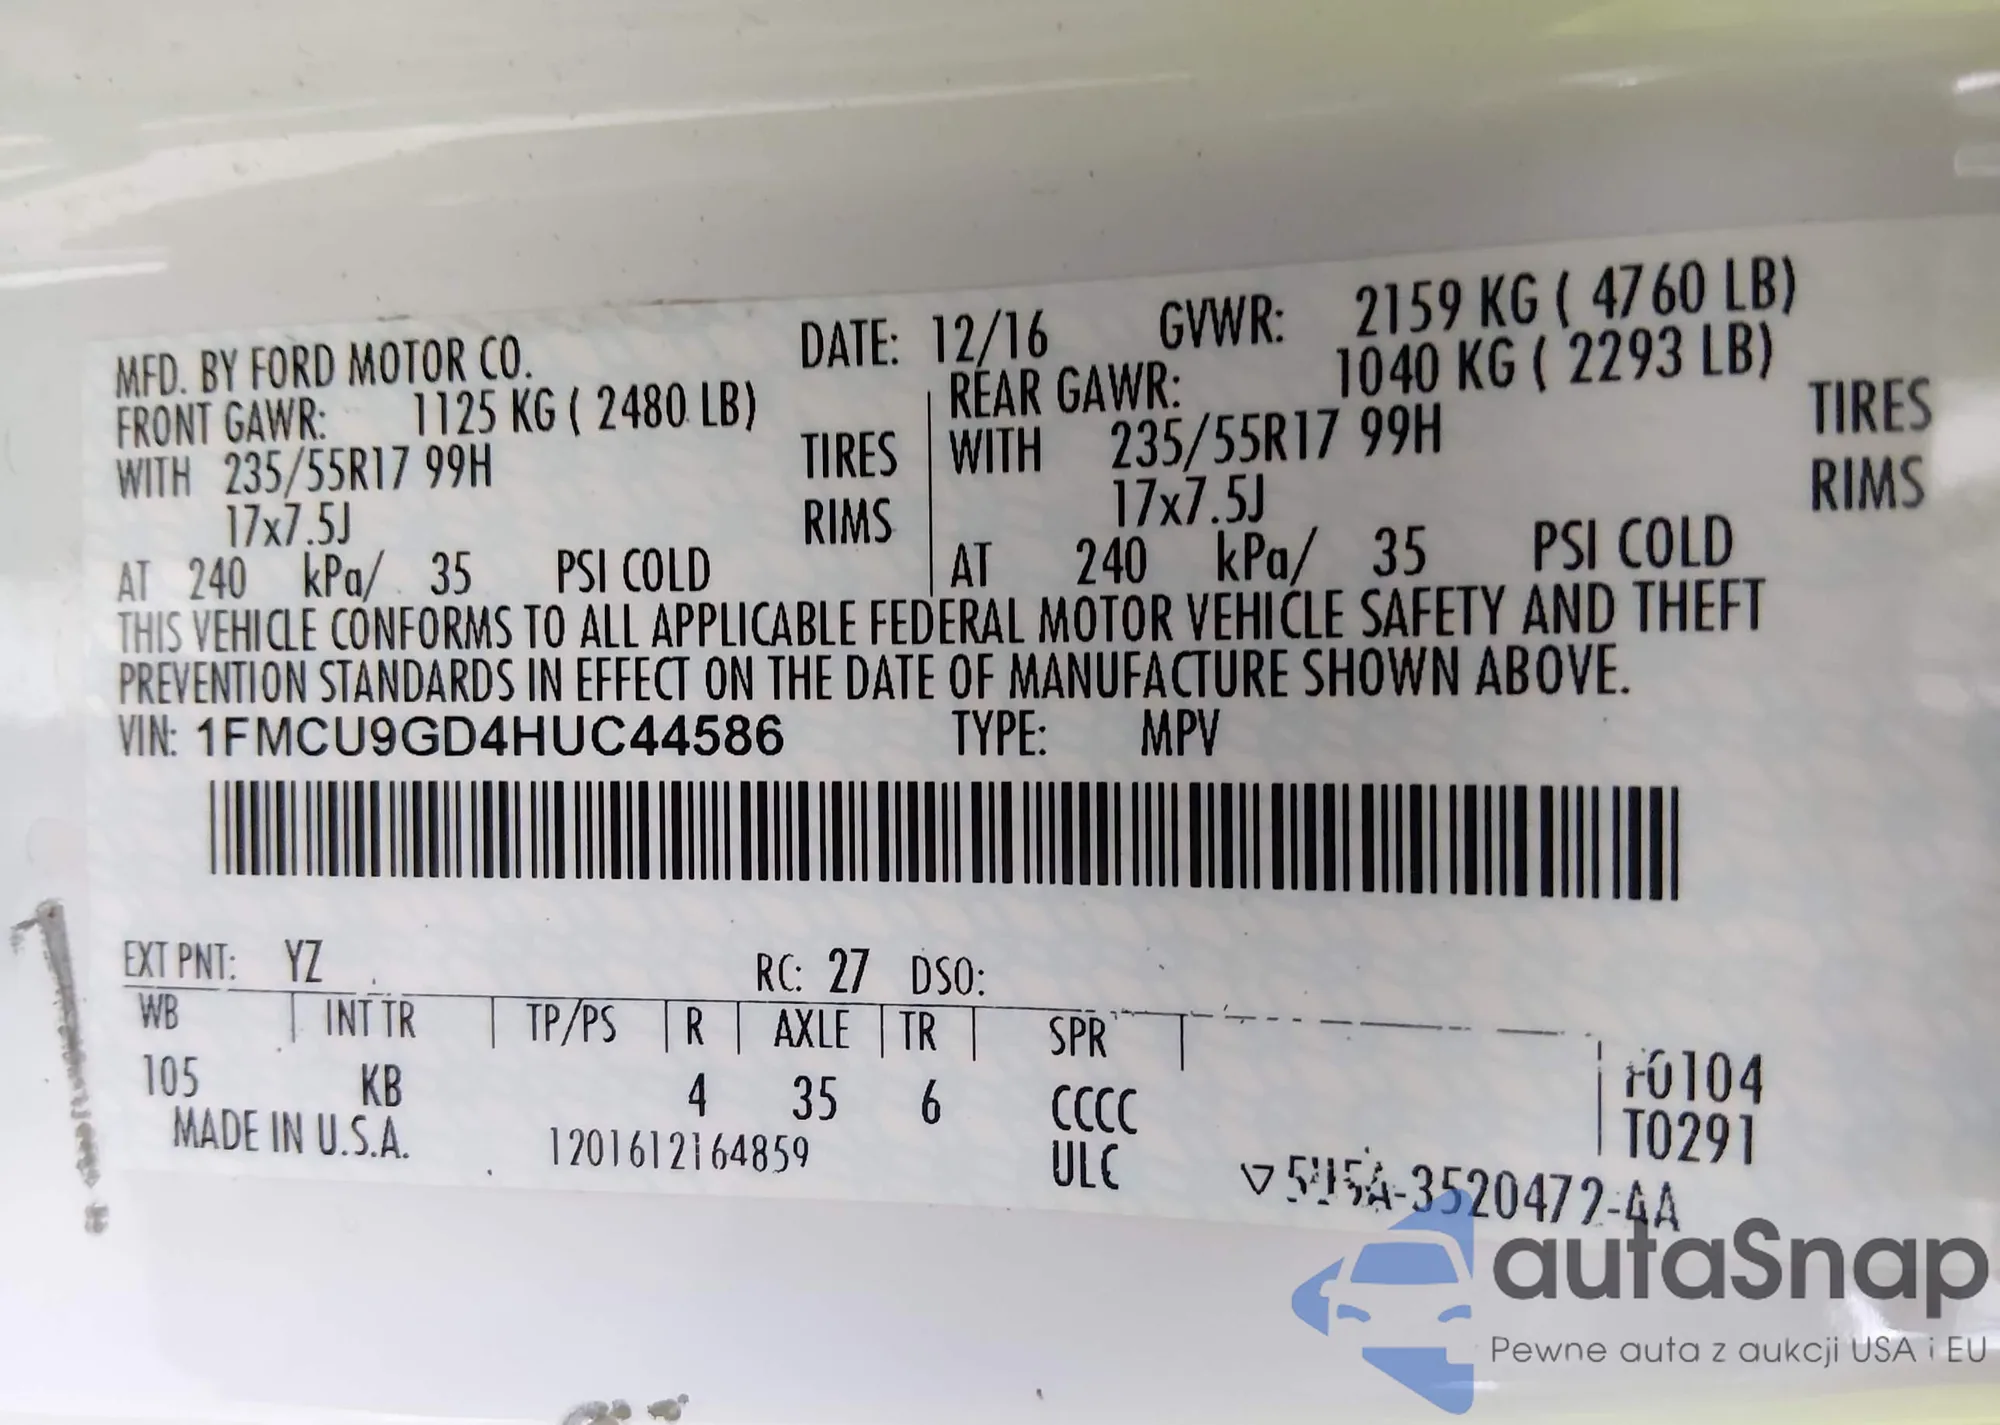 MFD. BY FORD MOTOR CO. DATE: 12/16 GVWR: 2159 KG ( 4760 LB)
FRONT GAWR: 1125 KG ( 2480 LB) REAR GAWR: 1040 KG ( 2293 LB)
WITH 235/55R17 99H TIRES WITH 235/55R17 99H TIRES
17x7.5J RIMS 17x7.5J RIMS
AT 240 kPa/ 35 PSI COLD AT 240 kPa/ 35 PSI COLD
THIS VEHICLE CONFORMS TO ALL APPLICABLE FEDERAL MOTOR VEHICLE SAFETY AND THEFT
PREVENTION STANDARDS IN EFFECT ON THE DATE OF MANUFACTURE SHOWN ABOVE.
VIN: 1FMCU9GD4HUC44586 TYPE: MPV
EXT PNT: YZ RC: 27 DSO:
WB INT TR TP/PS R AXLE TR SPR
105 KB 4 35 6 CCCC
T0291
MADE IN U.S.A. 1201612164859 ULC
autaSnap
Pewne auta z aukcji USA i EU